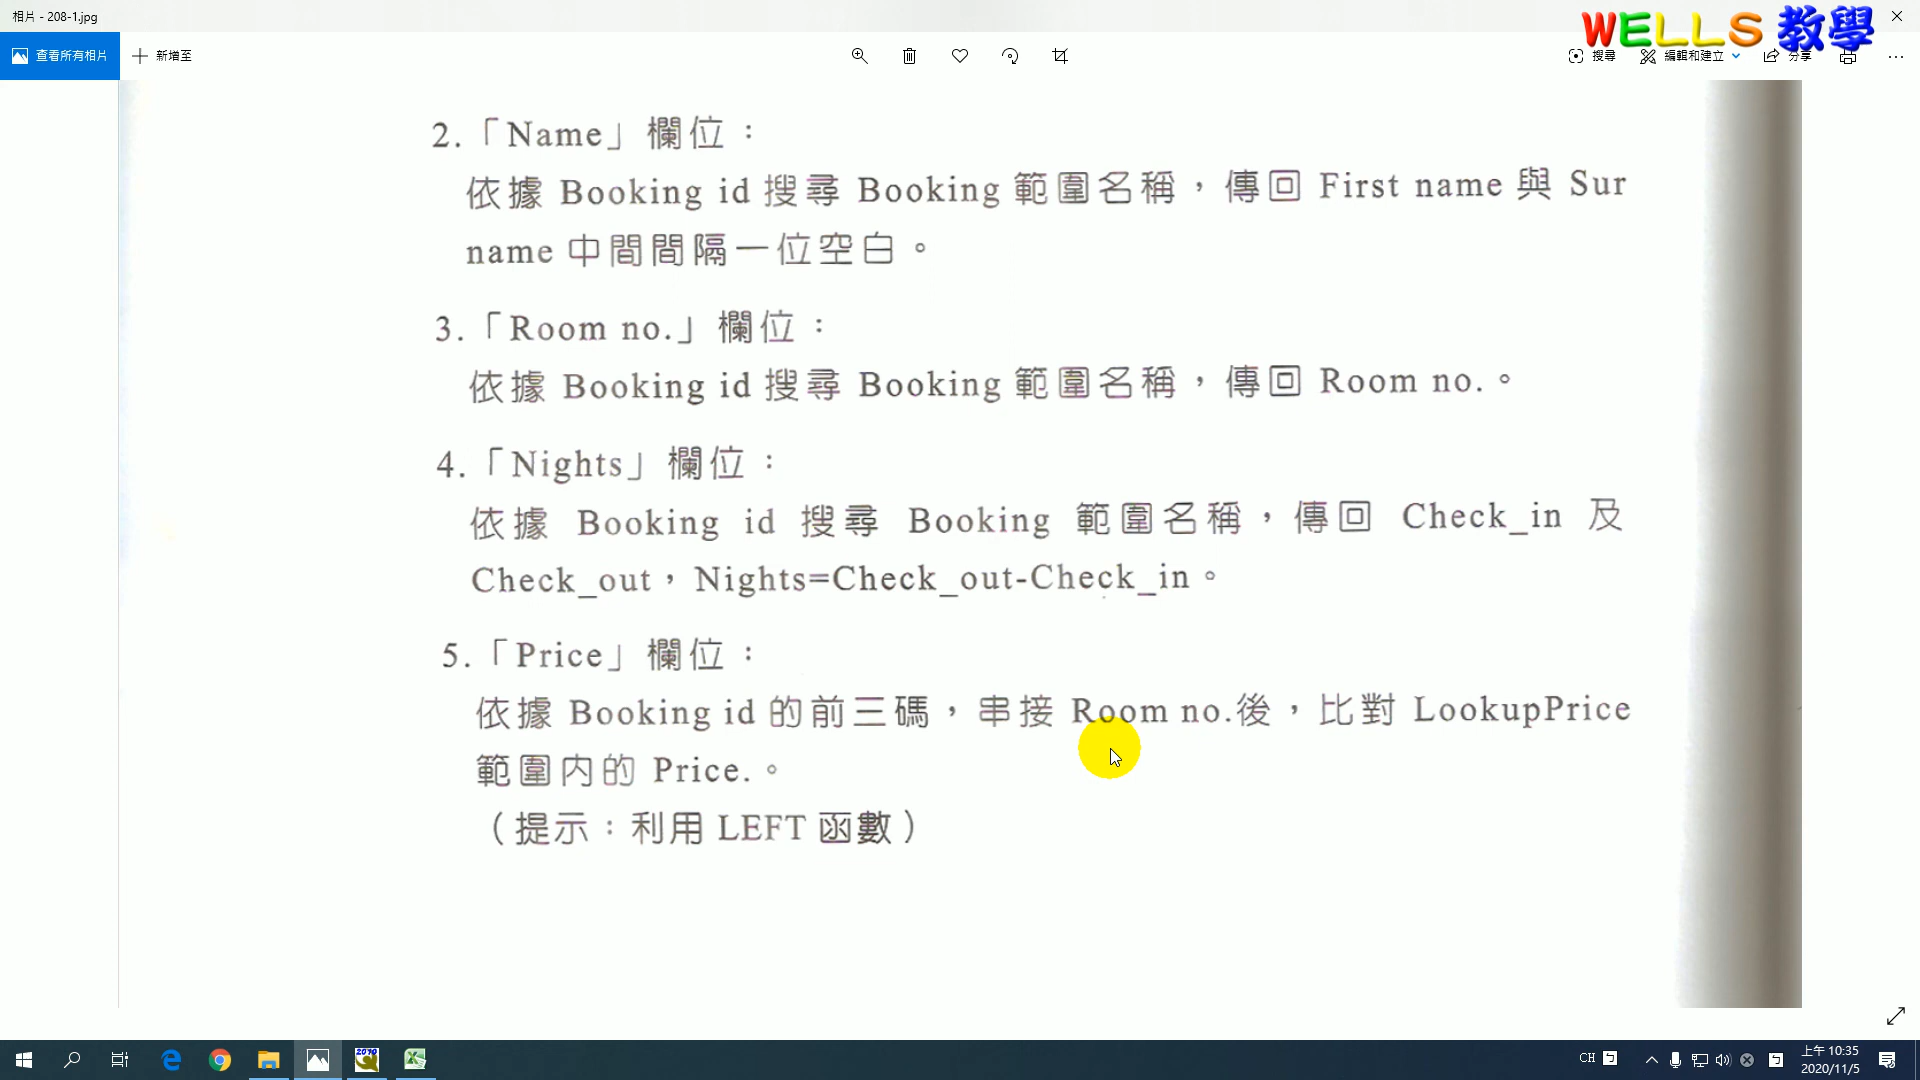 相片 - 208-1.jpg
WELLS 教學
查看所有相片
新增至
搜尋
編輯和建立
分享
2.「Name」欄位：
依據 Booking id 搜尋 Booking 範圍名稱，傳回 First name 與 Sur
name 中間間隔一位空白。
3.「Room no.」欄位：
依據 Booking id 搜尋 Booking 範圍名稱，傳回 Room no.。
4.「Nights」欄位：
依據 Booking id 搜尋 Booking 範圍名稱，傳回 Check_in 及
Check_out，Nights=Check_out-Check_in。
5.「Price」欄位：
依據 Booking id 的前三碼，串接 Room no.後，比對 LookupPrice
範圍內的 Price.。
（提示：利用 LEFT 函數）
2070
CH
上午 10:35
2020/11/5